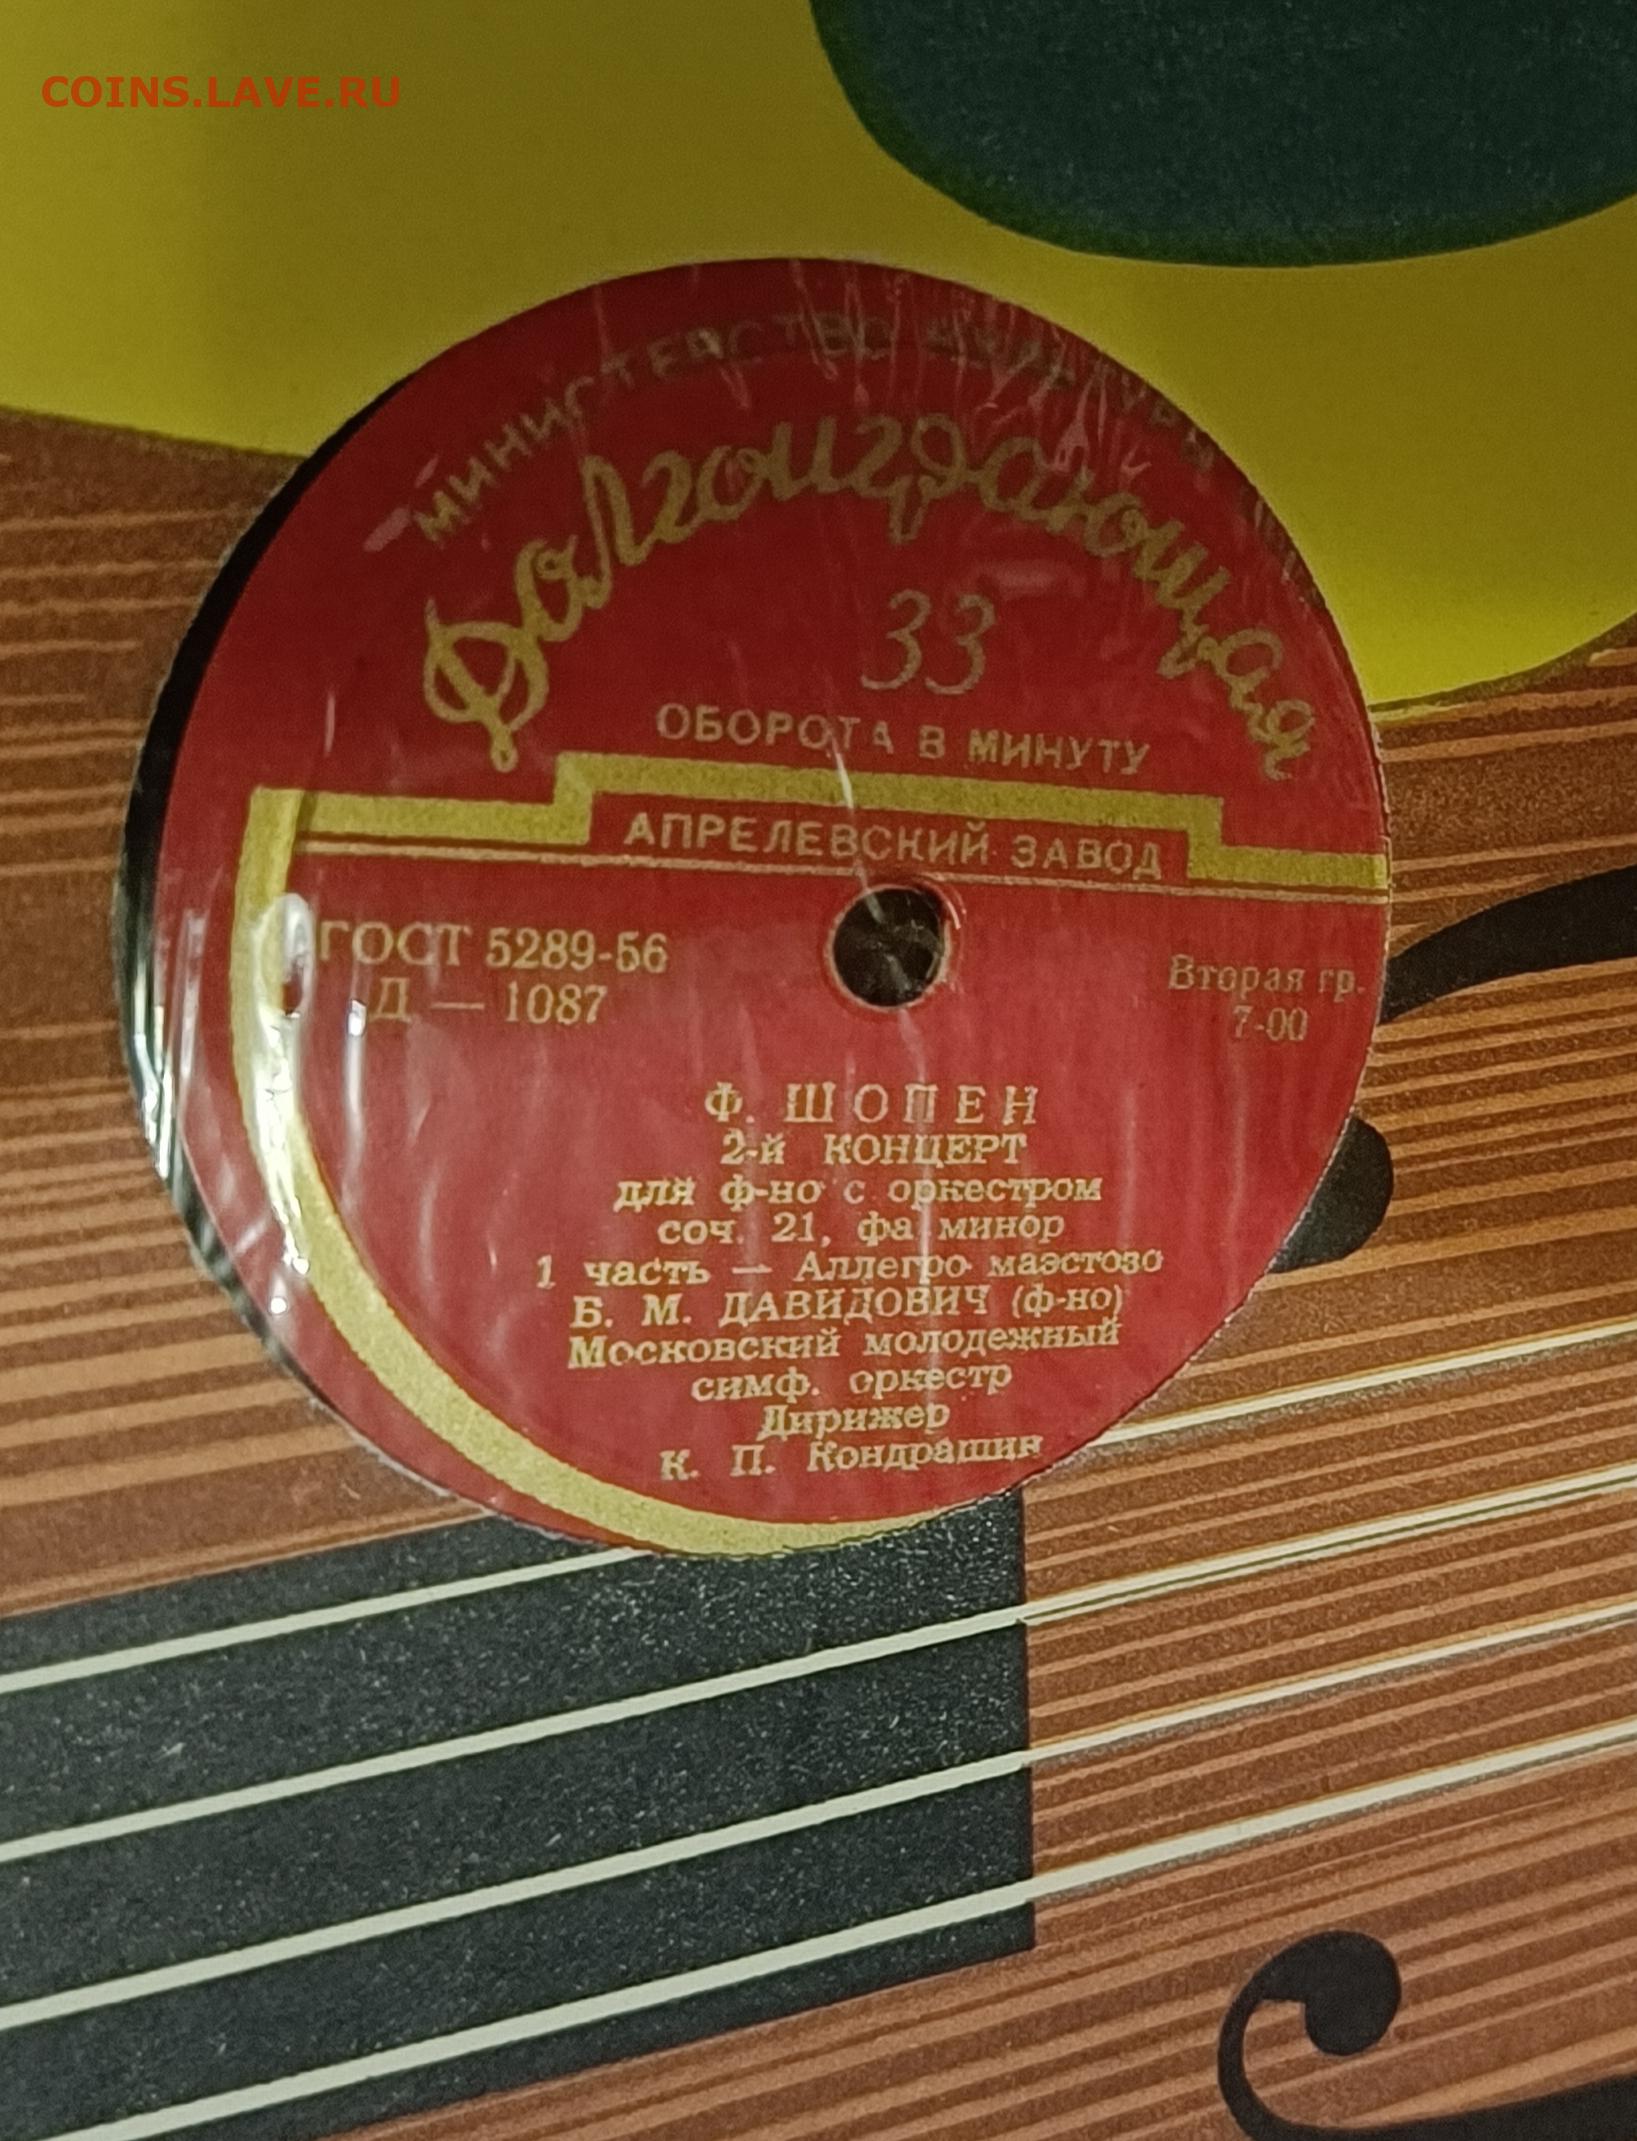 COINS.LAVE.RU
МИНИСТЕРСТВО КУЛЬТУРЫ
Долгоиграющая
33
ОБОРОТА В МИНУТУ
АПРЕЛЕВСКИЙ ЗАВОД
ГОСТ 5289-56
Д — 1087
Вторая гр.
7-00
Ф. ШОПЕН
2-й КОНЦЕРТ
для ф-но с оркестром
соч. 21, фа минор
1 часть — Аллегро маэстозо
Б. М. ДАВИДОВИЧ (ф-но)
Московский молодежный
симф. оркестр
Дирижер
К. П. Кондрашин